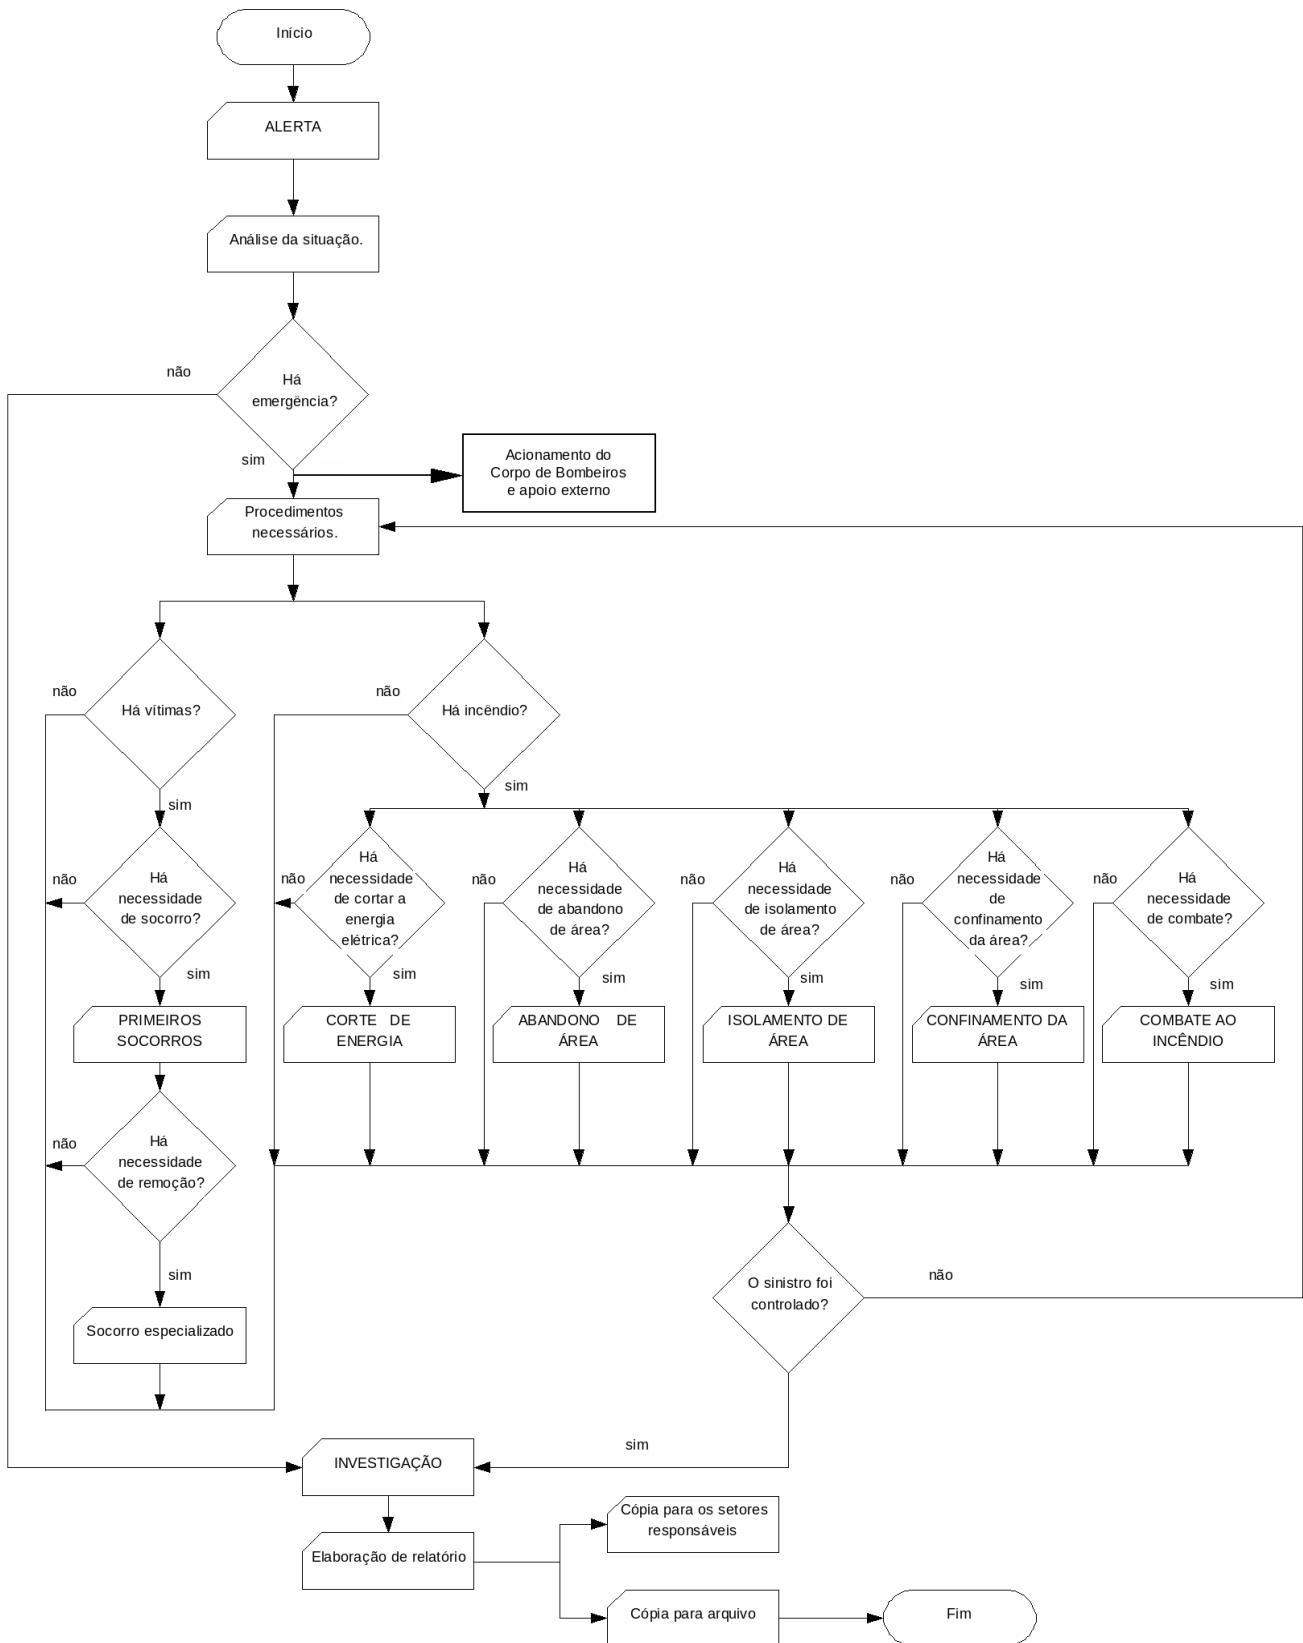 Início
ALERTA
Análise da situação.
não
Há
emergência?
sim
Acionamento do
Corpo de Bombeiros
e apoio externo
Procedimentos
necessários.
não
Há vítimas?
sim
não
Há incêndio?
sim
não
Há
necessidade
de socorro?
sim
não
Há
necessidade
de cortar a
energia
elétrica?
sim
não
Há
necessidade
de abandono
de área?
sim
não
Há
necessidade
de isolamento
de área?
sim
não
Há
necessidade
de
confinamento
da área?
sim
não
Há
necessidade
de combate?
sim
PRIMEIROS
SOCORROS
CORTE DE
ENERGIA
ABANDONO DE
ÁREA
ISOLAMENTO DE
ÁREA
CONFINAMENTO DA
ÁREA
COMBATE AO
INCÊNDIO
não
Há
necessidade
de remoção?
sim
Socorro especializado
O sinistro foi
controlado?
não
sim
INVESTIGAÇÃO
Elaboração de relatório
Cópia para os setores
responsáveis
Cópia para arquivo
Fim